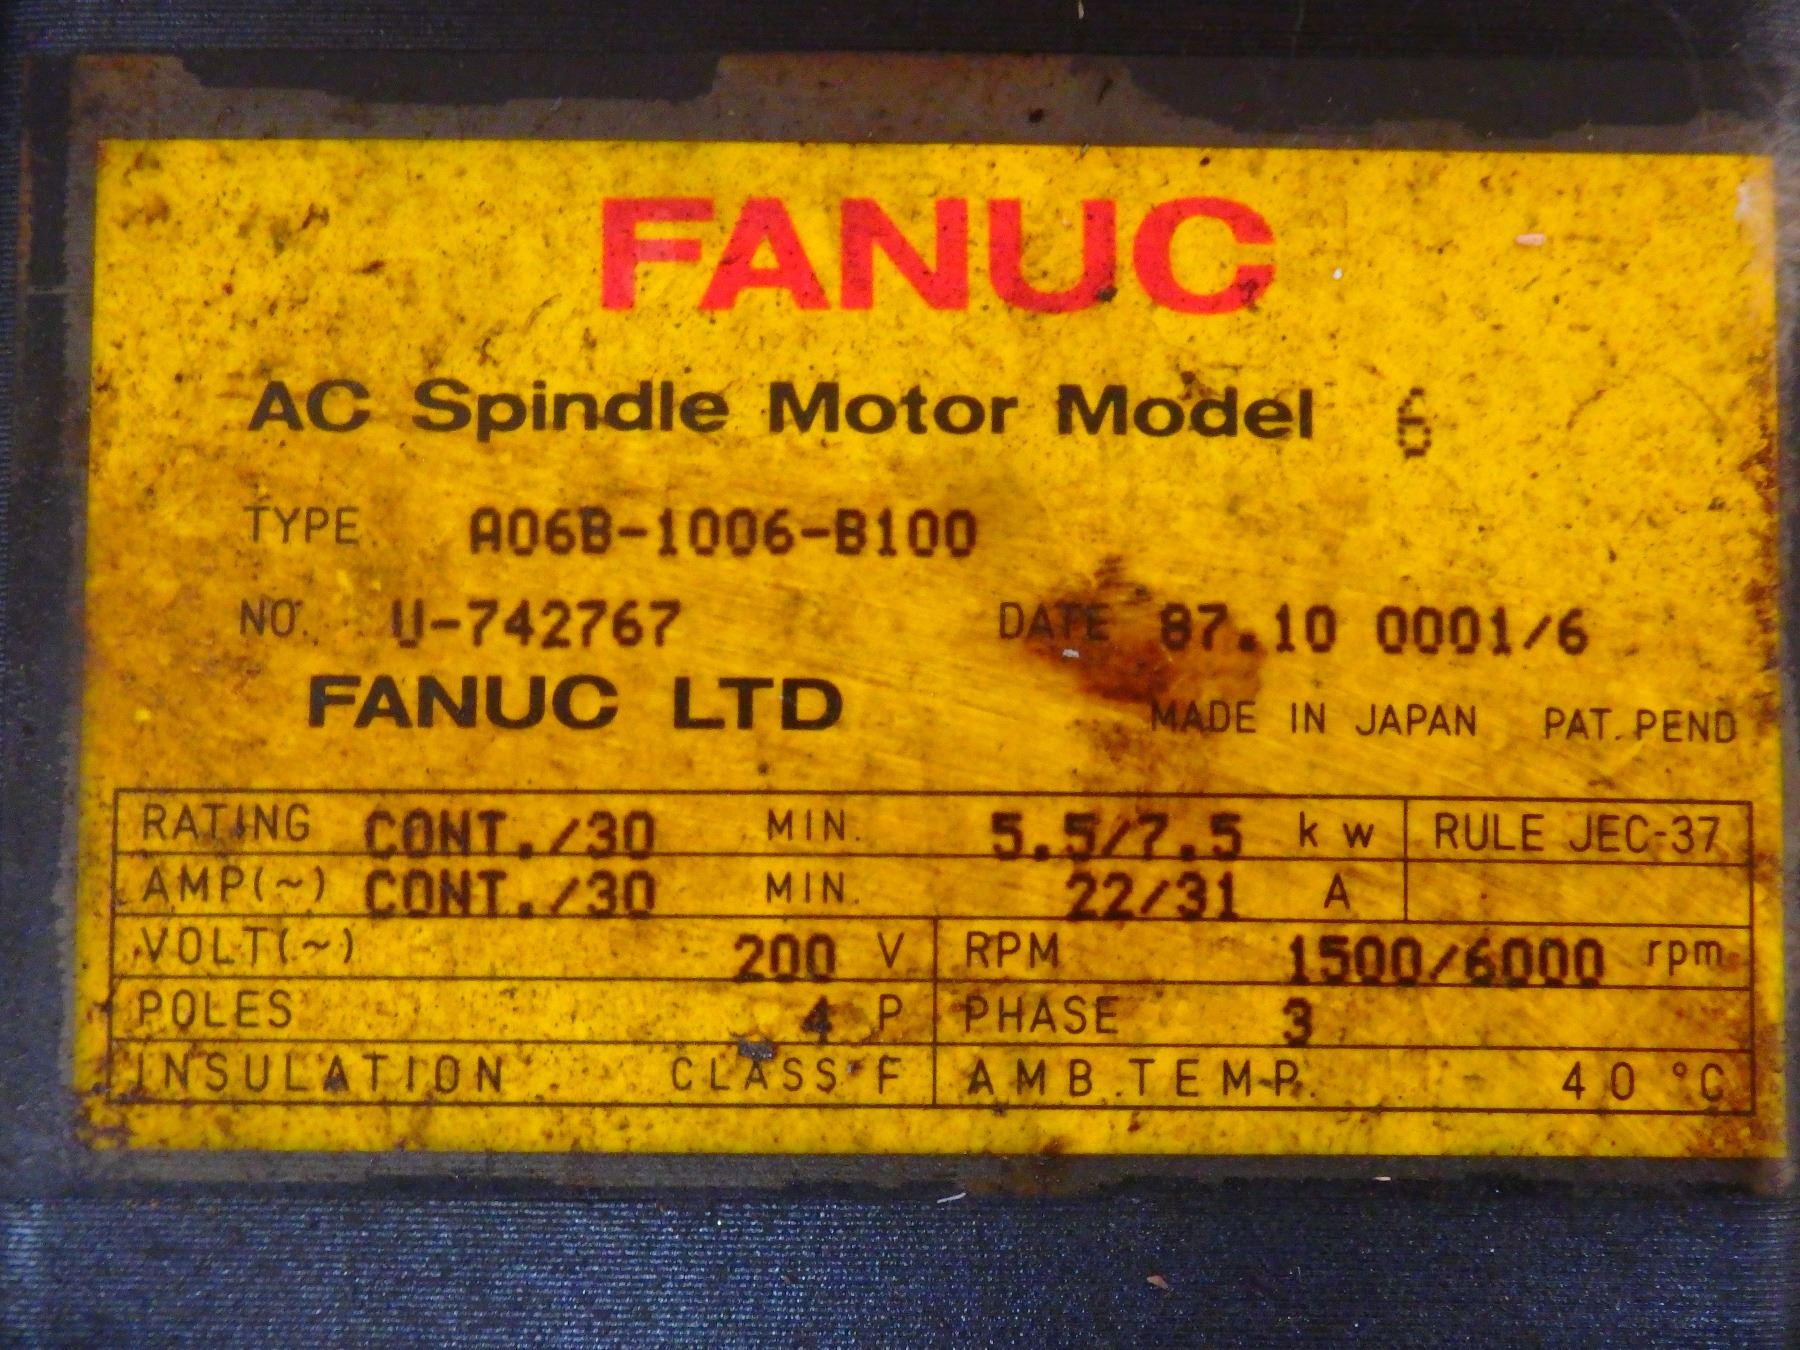 FANUC
AC Spindle Motor Model 6
TYPE A06B-1006-B100
NO. U-742767 DATE 87.10 0001/6
FANUC LTD MADE IN JAPAN PAT. PEND
RATING CONT./30 MIN. 5.5/7.5 kw RULE JEC-37
AMP(~) CONT./30 MIN. 22/31 A
VOLT(~) 200 V RPM 1500/6000 rpm
POLES 4 P PHASE 3
INSULATION CLASS F AMB. TEMP. 40 °C